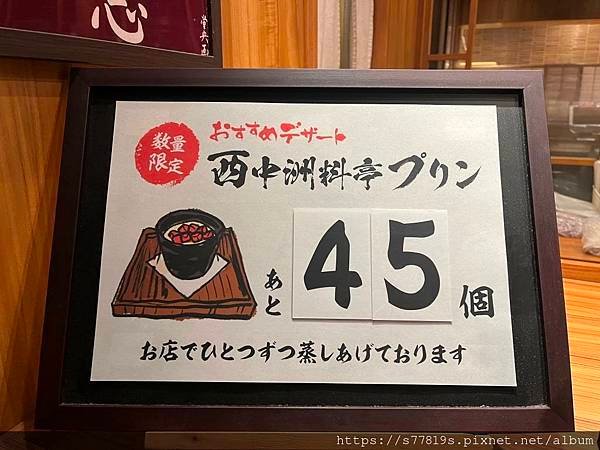 心
数量
限定
おすすめデザート
西中洲料亭プリン
あと
45
個
お店でひとつずつ蒸しあげております
https://s77819s.pixnet.net/album